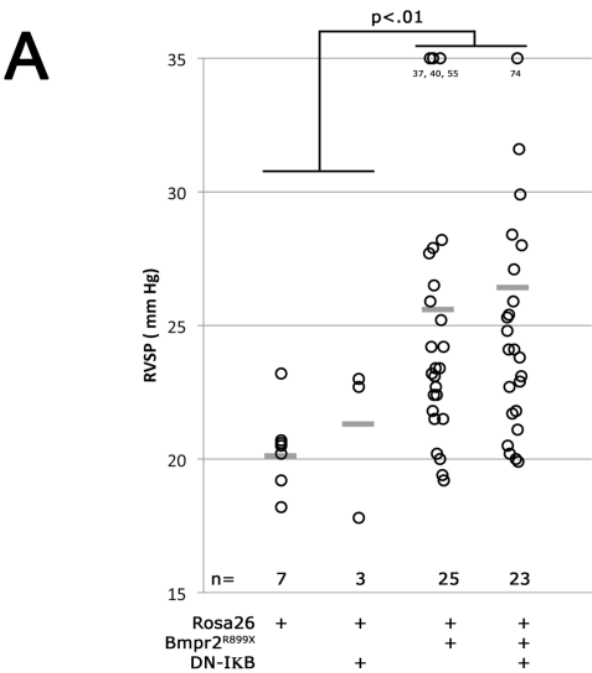 A
p<.01
35
37, 40, 55
74
30
RVSP ( mm Hg)
25
20
n= 7 3 25 23
15
Rosa26 + + + +
Bmpr2R899X + +
DN-IKB + +